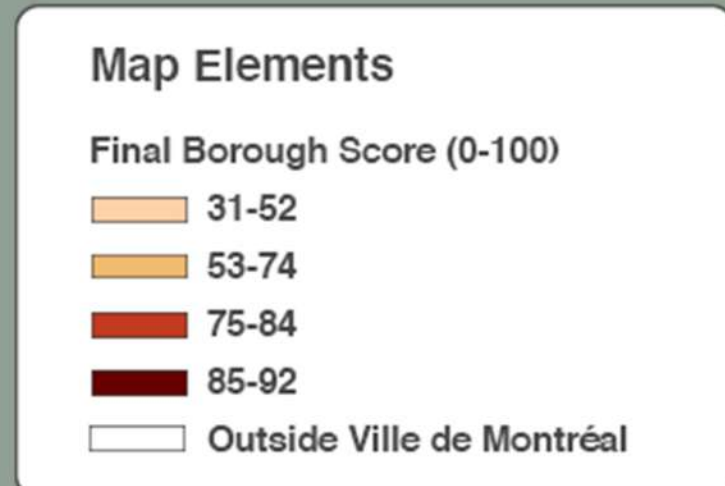 Map Elements
Final Borough Score (0-100)
31-52
53-74
75-84
85-92
Outside Ville de Montréal